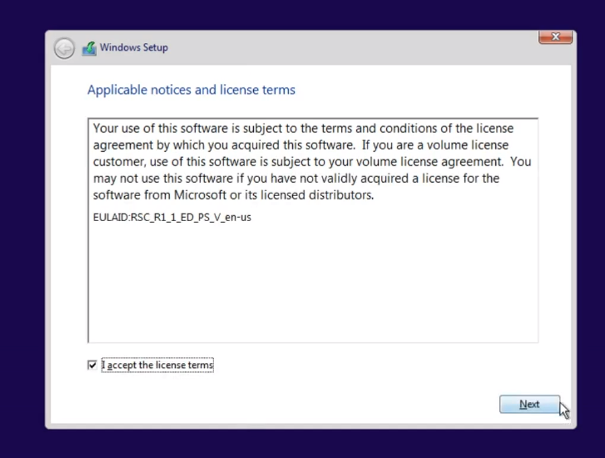 Windows Setup
Applicable notices and license terms
Your use of this software is subject to the terms and conditions of the license
agreement by which you acquired this software.  If you are a volume license
customer, use of this software is subject to your volume license agreement.  You
may not use this software if you have not validly acquired a license for the
software from Microsoft or its licensed distributors.
EULAID:RSC_R1_1_ED_PS_V_en-us
I accept the license terms
Next